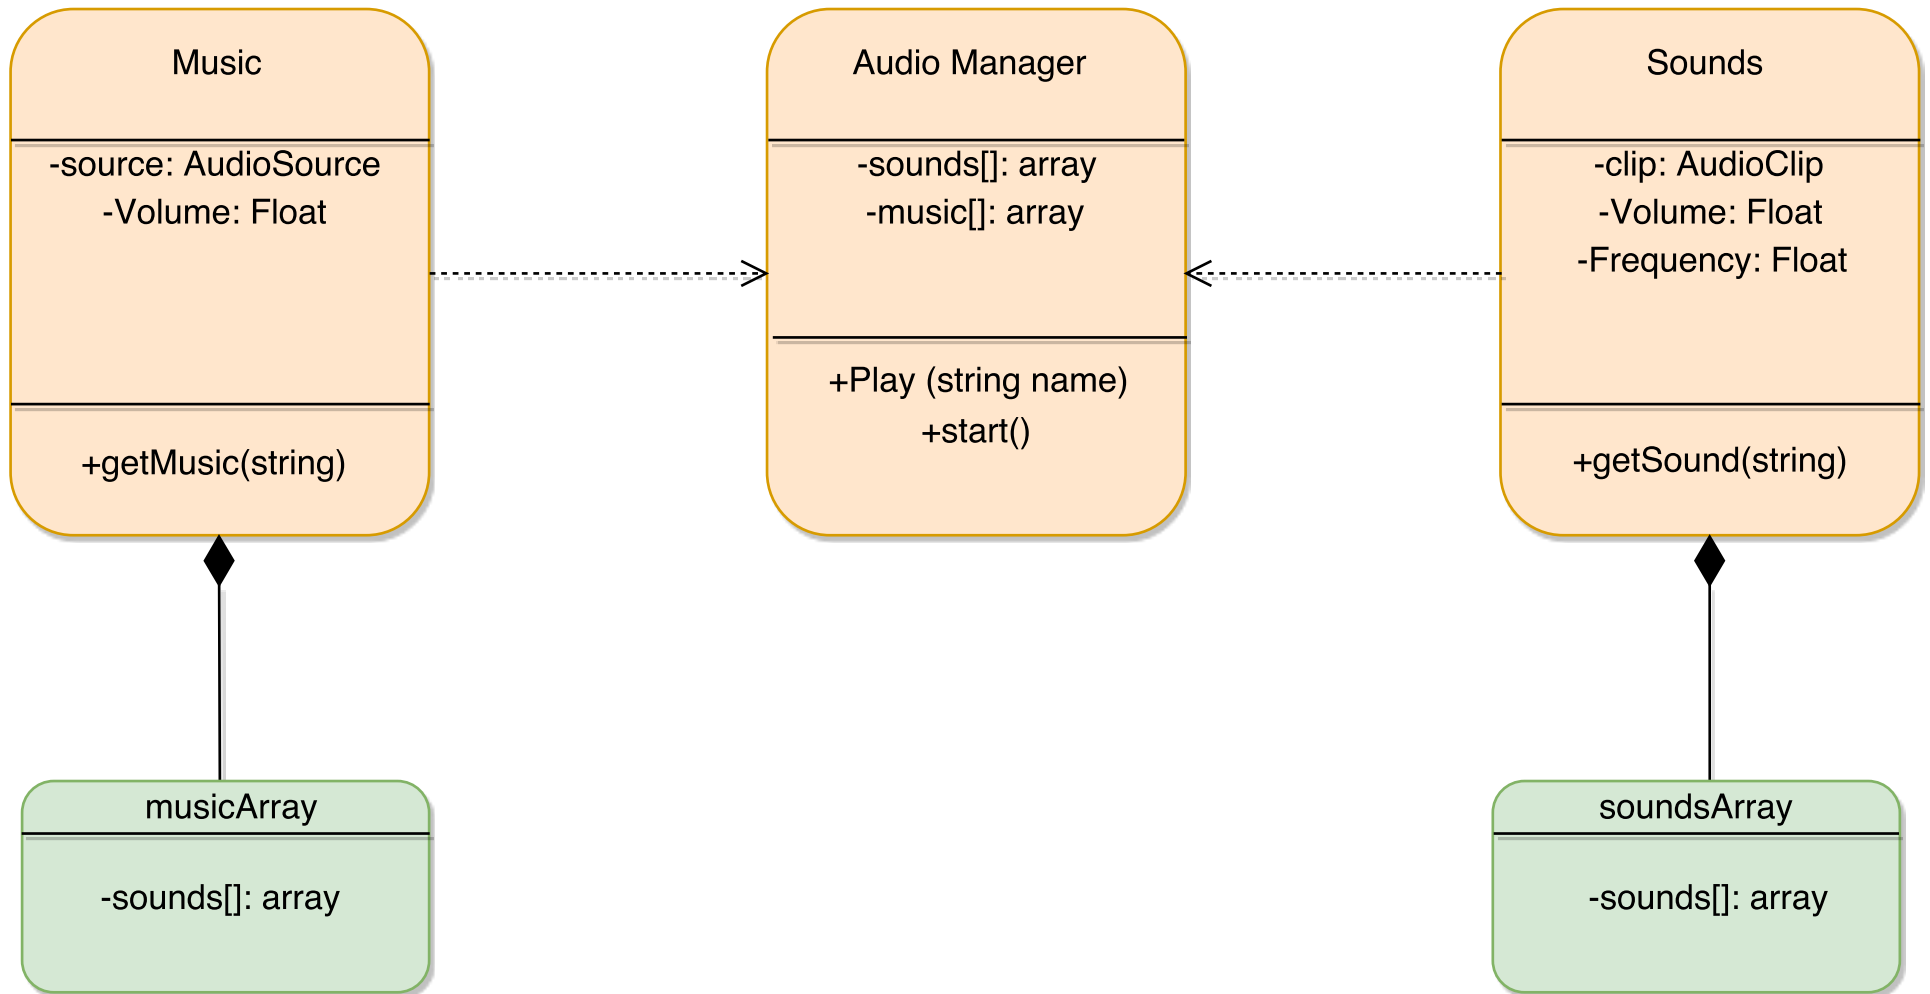 Music
-source: AudioSource
-Volume: Float
+getMusic(string)
Audio Manager
-sounds[]: array
-music[]: array
+Play (string name)
+start()
Sounds
-clip: AudioClip
-Volume: Float
-Frequency: Float
+getSound(string)
musicArray
-sounds[]: array
soundsArray
-sounds[]: array